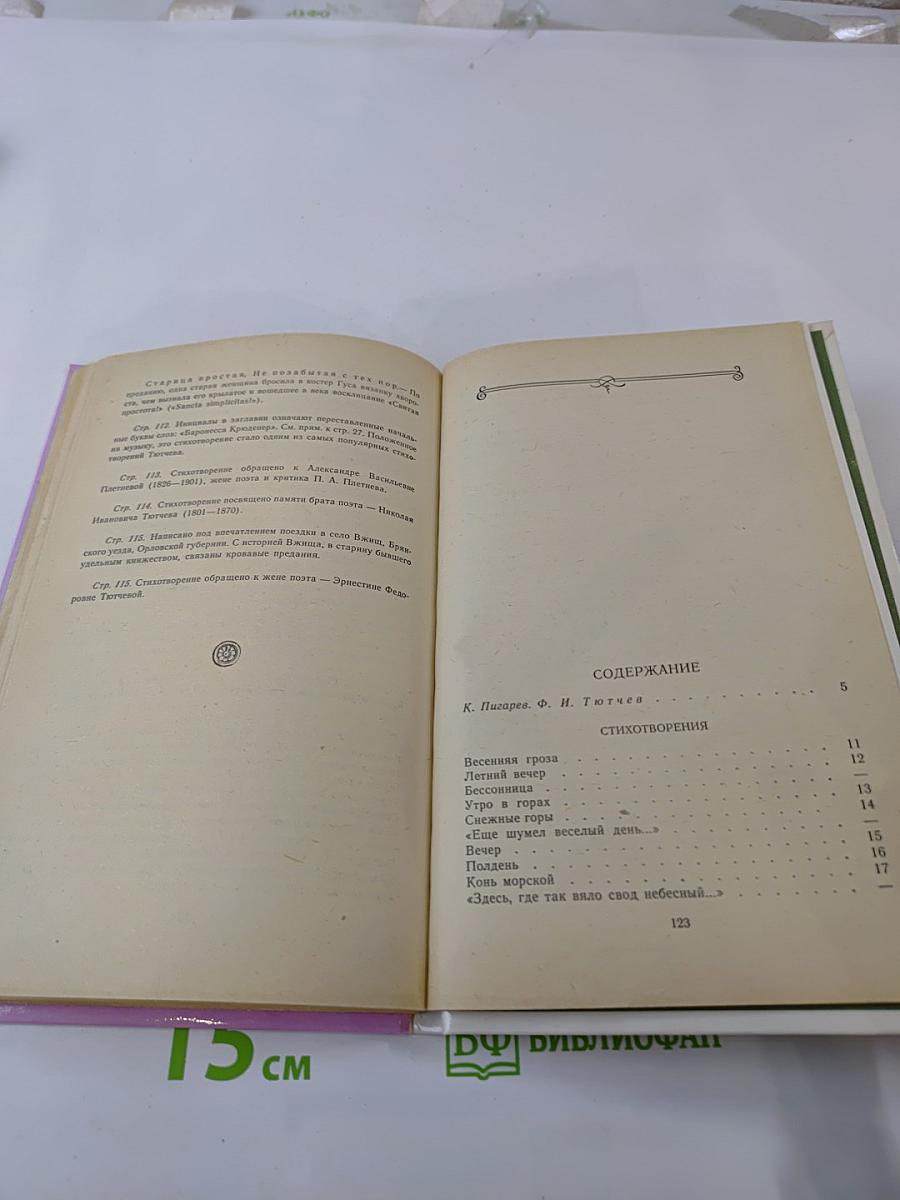 Старица простая, Не позабытая с тех пор.— По
преданию, одна старая женщина бросила в костер Гуса вязанку хворо-
ста, чем вызвала его крылатое и вошедшее в века восклицание «Святая
простота!» («Sancta simplicitas!»).
Стр. 112. Инициалы в заглавии означают переставленные началь-
ные буквы слов: «Баронесса Крюденер». См. прим. к стр. 27. Положенное
на музыку, это стихотворение стало одним из самых популярных стихо-
творений Тютчева.
Стр. 113. Стихотворение обращено к Александре Васильевне
Плетневой (1826—1901), жене поэта и критика П. А. Плетнева.
Стр. 114. Стихотворение посвящено памяти брата поэта — Николая
Ивановича Тютчева (1801—1870).
Стр. 115. Написано под впечатлением поездки в село Вжищ, Брян-
ского уезда, Орловской губернии. С историей Вжища, в старину бывшего
удельным княжеством, связаны кровавые предания.
Стр. 115. Стихотворение обращено к жене поэта — Эрнестине Федо-
ровне Тютчевой.
СОДЕРЖАНИЕ
К. Пигарев. Ф. И. Тютчев . . . . . . . . . . 5
СТИХОТВОРЕНИЯ
Весенняя гроза . . . . . . . . . . . . . 11
Летний вечер . . . . . . . . . . . . . 12
Бессонница . . . . . . . . . . . . . . —
Утро в горах . . . . . . . . . . . . . 13
Снежные горы . . . . . . . . . . . . . 14
«Еще шумел веселый день...» . . . . . . . . —
Вечер . . . . . . . . . . . . . . . 15
Полдень . . . . . . . . . . . . . . 16
Конь морской . . . . . . . . . . . . . 17
«Здесь, где так вяло свод небесный...» . . . . . . —
123
15 см
БФ БИБЛИОФАН